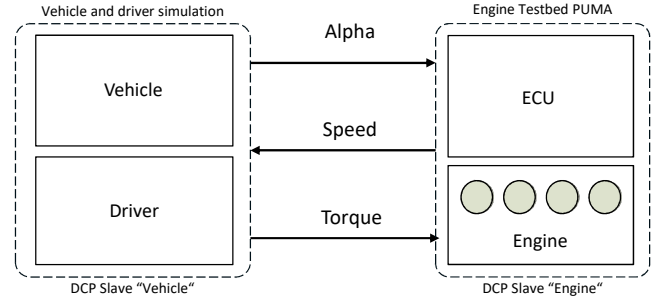 Vehicle and driver simulation
Engine Testbed PUMA
Alpha
Vehicle
ECU
Speed
Driver
Torque
Engine
DCP Slave "Vehicle“
DCP Slave "Engine“